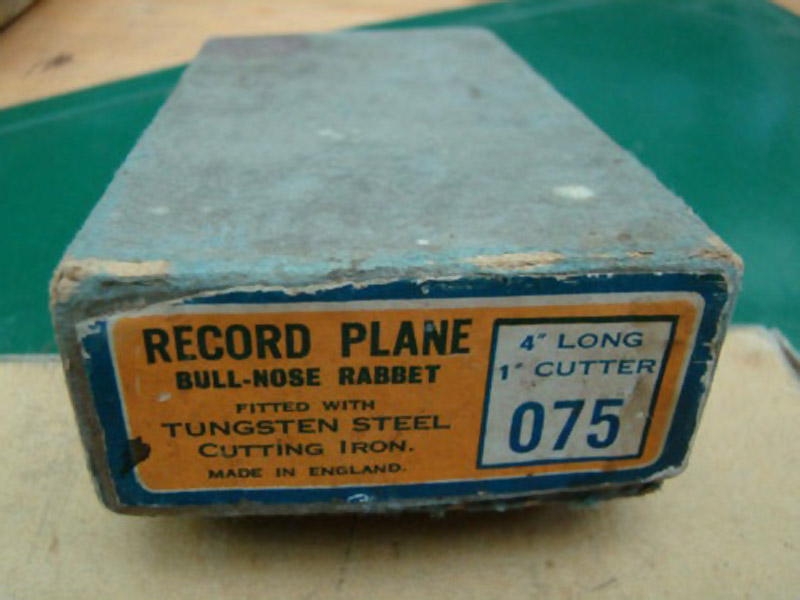 RECORD PLANE
BULL-NOSE RABBET
FITTED WITH
TUNGSTEN STEEL
CUTTING IRON.
MADE IN ENGLAND.
4" LONG
1" CUTTER
075